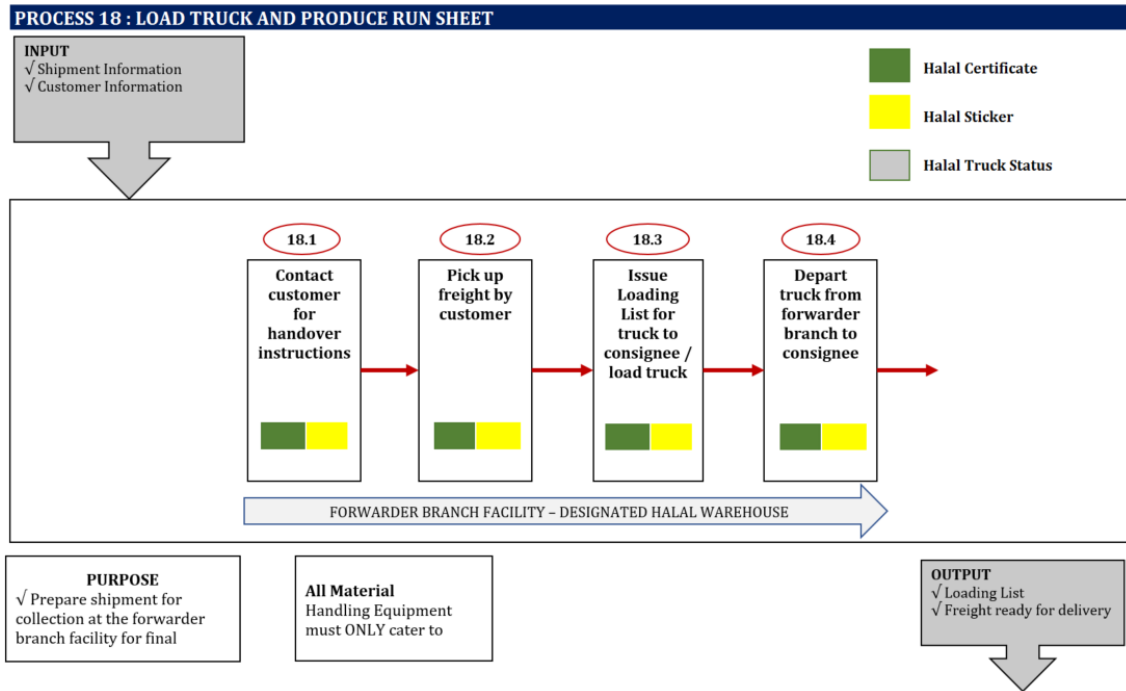 PROCESS 18 : LOAD TRUCK AND PRODUCE RUN SHEET
INPUT
√ Shipment Information
√ Customer Information
Halal Certificate
Halal Sticker
Halal Truck Status
18.1
Contact
customer
for
handover
instructions
18.2
Pick up
freight by
customer
18.3
Issue
Loading
List for
truck to
consignee /
load truck
18.4
Depart
truck from
forwarder
branch to
consignee
FORWARDER BRANCH FACILITY – DESIGNATED HALAL WAREHOUSE
PURPOSE
√ Prepare shipment for
collection at the forwarder
branch facility for final
All Material
Handling Equipment
must ONLY cater to
OUTPUT
√ Loading List
√ Freight ready for delivery